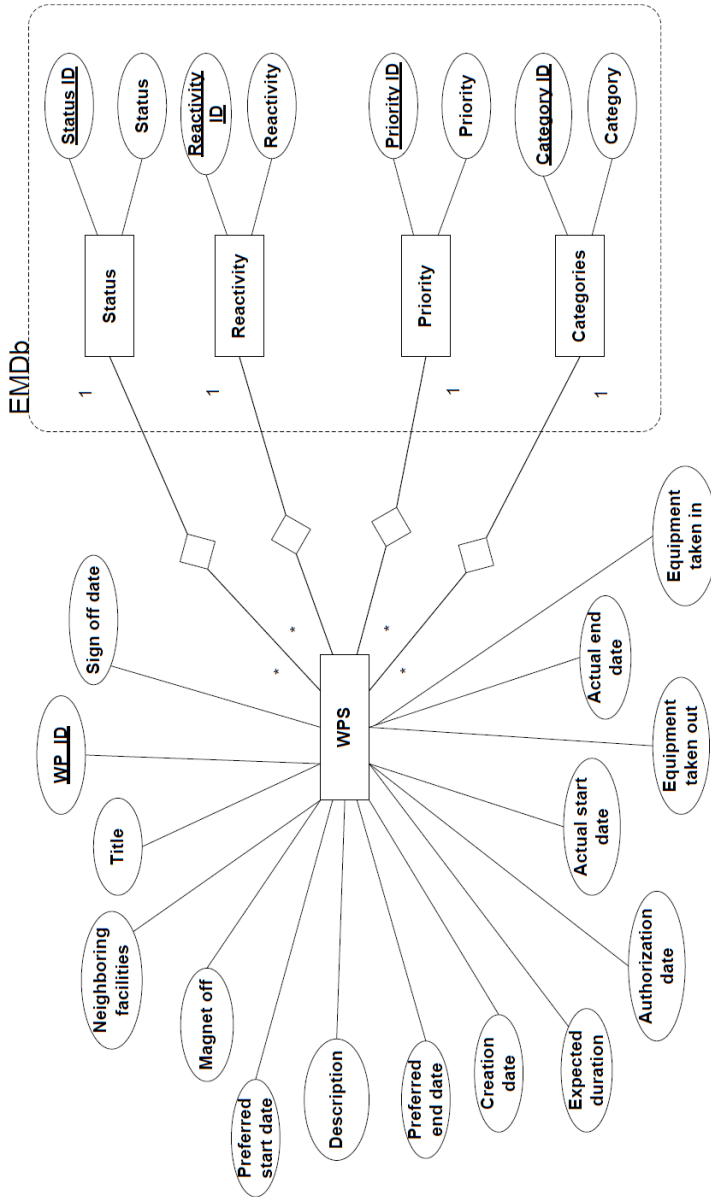 EMDb
Status ID
Status
Reactivity
ID
Reactivity
Priority ID
Priority
Category ID
Category
Status
Reactivity
Priority
Categories
1
1
1
1
*
*
*
*
WPS
Sign off date
WP_ID
Title
Neighboring
facilities
Magnet off
Preferred
start date
Description
Preferred
end date
Creation
date
Expected
duration
Authorization
date
Actual start
date
Equipment
taken out
Actual end
date
Equipment
taken in